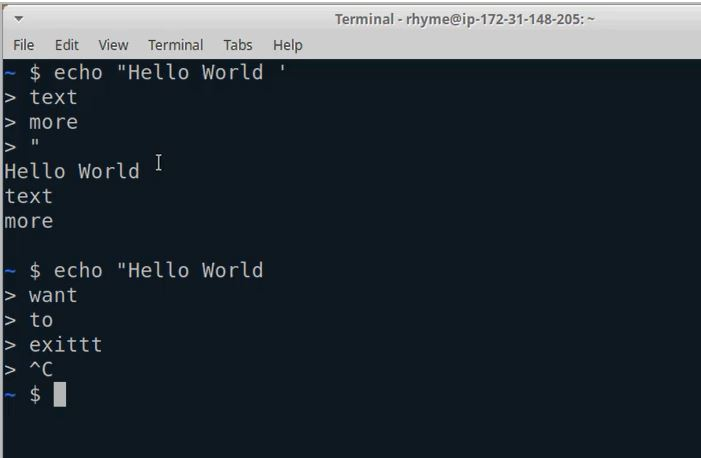 Terminal - rhyme@ip-172-31-148-205: ~
File Edit View Terminal Tabs Help
~ $ echo "Hello World '
> text
> more
> "
Hello World
text
more
~ $ echo "Hello World
> want
> to
> exittt
> ^C
~ $